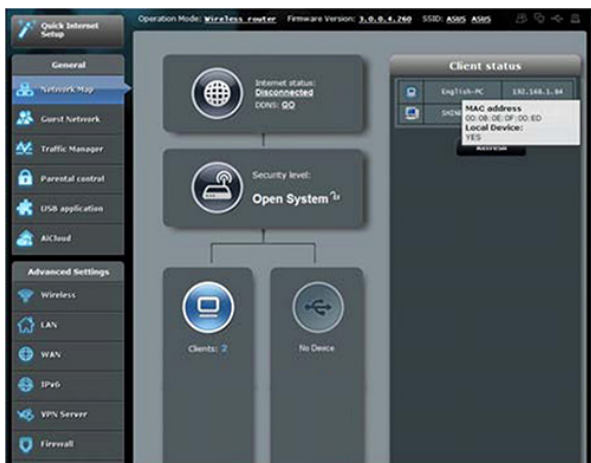 Quick Internet
Setup
Operation Mode: Wireless router Firmware Version: 3.0.0.4.260 SSID: ASUS ASUS
General
Network Map
Guest Network
Traffic Manager
Parental control
USB application
AiCloud
Advanced Settings
Wireless
LAN
WAN
IPv6
VPN Server
Firewall
Internet status:
Disconnected
DDNS: GO
Security level:
Open System
Clients: 2
No Device
Client status
English-PC 192.168.1.84
MAC address
00:08:0E:0F:00:ED
Local Device:
YES
Refresh